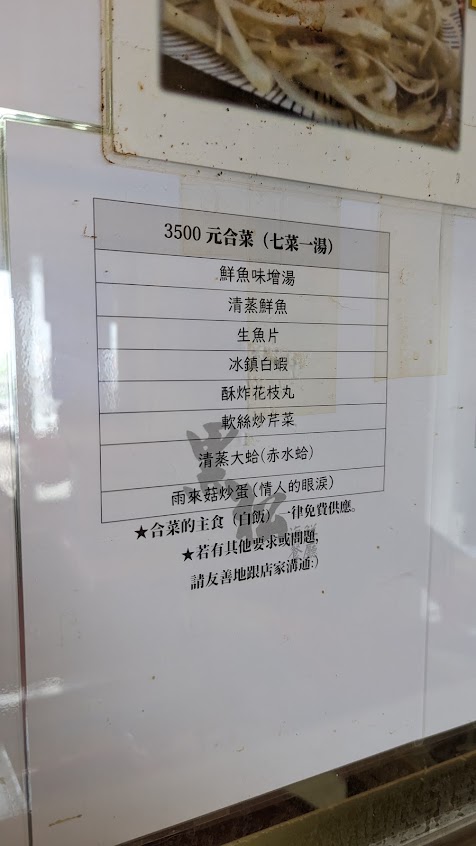 3500 元合菜（七菜一湯）
鮮魚味增湯
清蒸鮮魚
生魚片
冰鎮白蝦
酥炸花枝丸
軟絲炒芹菜
清蒸大蛤(赤水蛤)
雨來菇炒蛋(情人的眼淚)
★合菜的主食（白飯）一律免費供應。
★若有其他要求或問題，
請友善地跟店家溝通:)